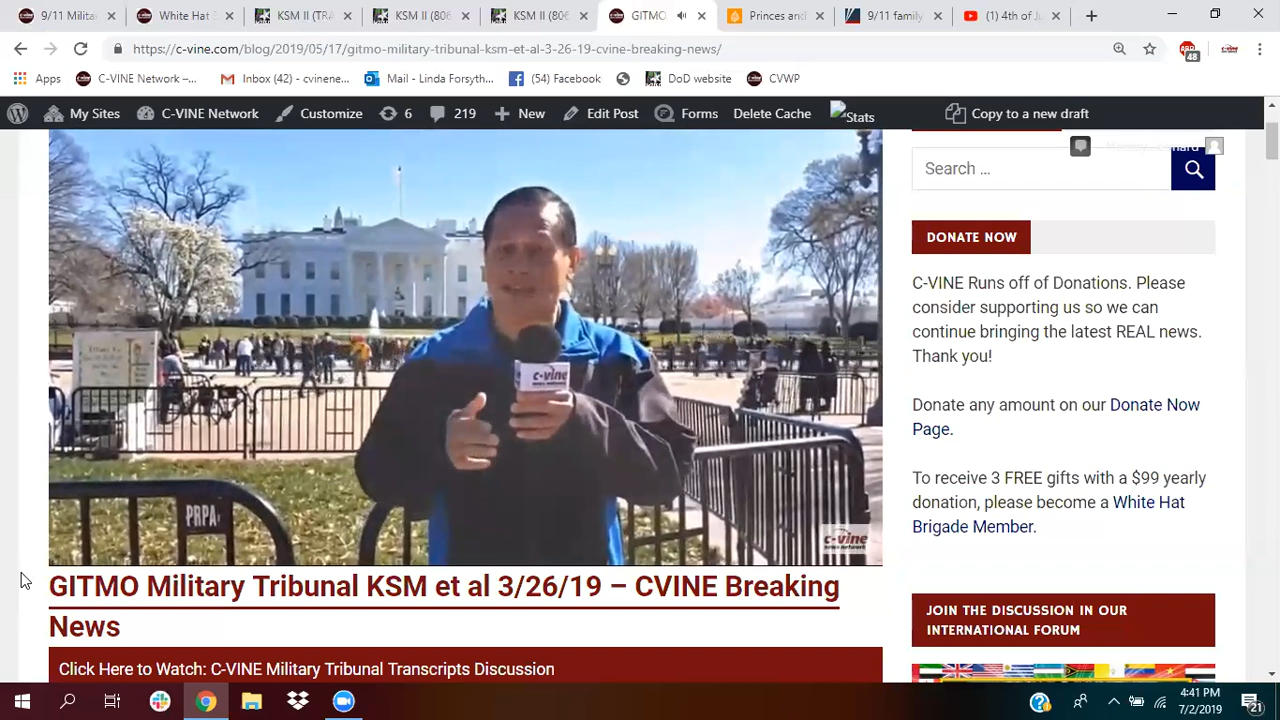 9/11 Milita
White Hat B
KSM II (TRA
KSM II (806
KSM II (806
GITMO
Princes and
9/11 family
(1) 4th of Ju
https://c-vine.com/blog/2019/05/17/gitmo-military-tribunal-ksm-et-al-3-26-19-cvine-breaking-news/
48
Apps
C-VINE Network –...
Inbox (42) - cvinene...
Mail - Linda Forsyth...
(54) Facebook
DoD website
CVWP
My Sites
C-VINE Network
Customize
6
219
New
Edit Post
Forms
Delete Cache
Stats
Copy to a new draft
Search …
DONATE NOW
C-VINE Runs off of Donations. Please
consider supporting us so we can
continue bringing the latest REAL news.
Thank you!
Donate any amount on our Donate Now
Page.
To receive 3 FREE gifts with a $99 yearly
donation, please become a White Hat
Brigade Member.
c-vine
news network
PRPA
c-vine
news network
GITMO Military Tribunal KSM et al 3/26/19 – CVINE Breaking
News
Click Here to Watch: C-VINE Military Tribunal Transcripts Discussion
JOIN THE DISCUSSION IN OUR
INTERNATIONAL FORUM
4:41 PM
7/2/2019
21